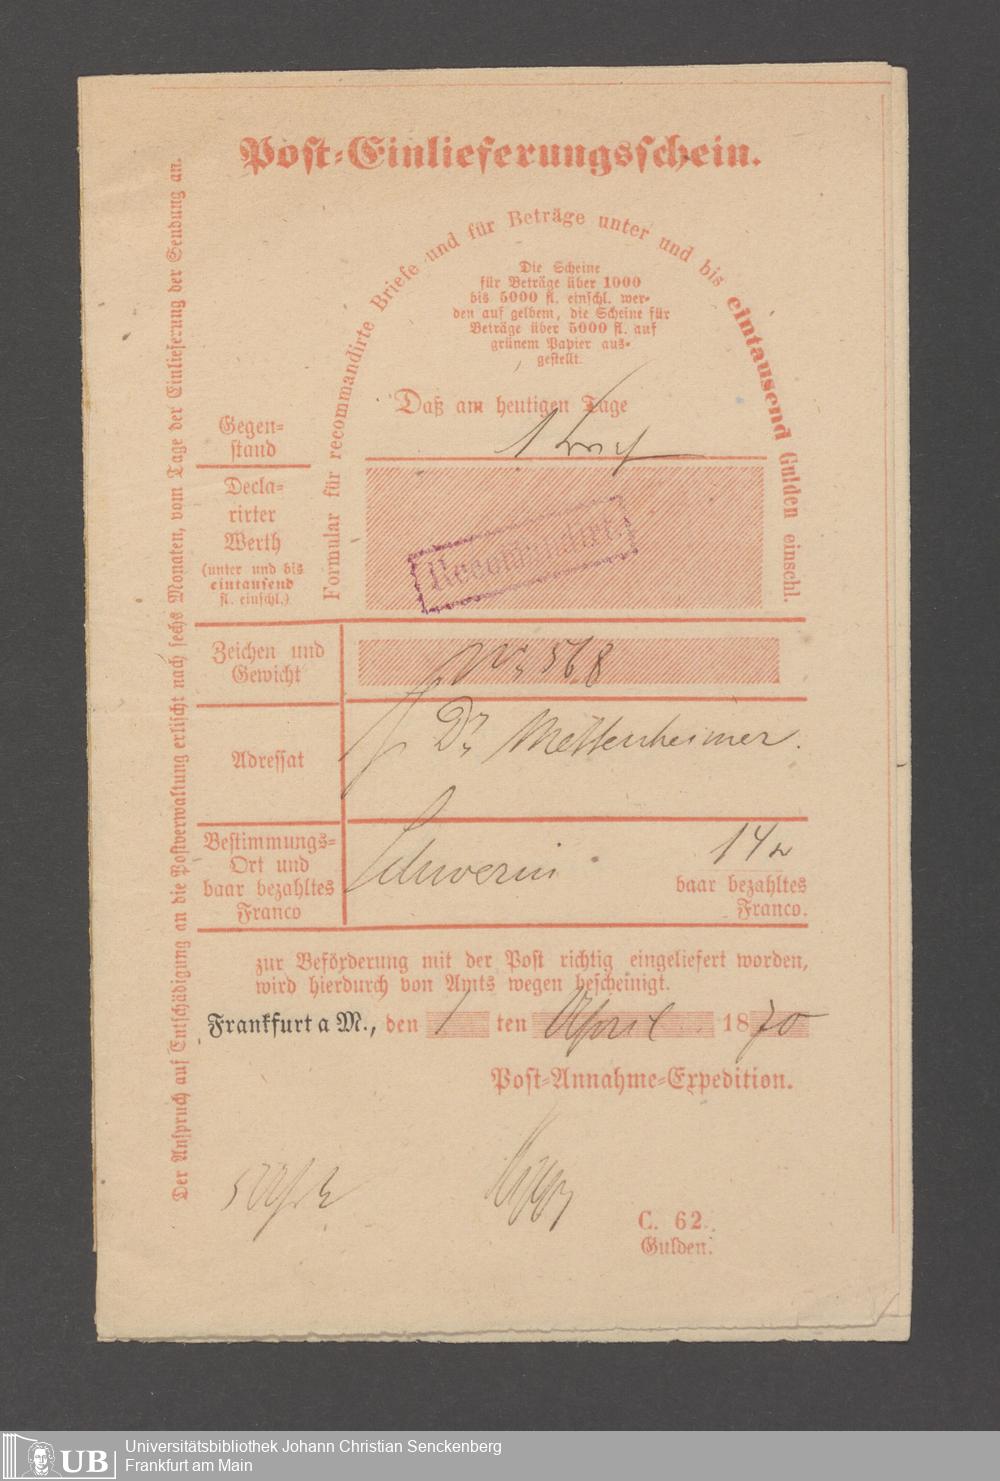 Post-Einlieferungsschein.
Formular für recommandirte Briefe und für Beträge unter und bis eintausend Gulden einschl.
Die Scheine
für Beträge über 1000
bis 5000 fl. einschl. wer-
den auf gelbem, die Scheine für
Beträge über 5000 fl. auf
grünem Papier aus-
gestellt.
Daß am heutigen Tage
Gegen-
stand
1
Decla-
rirter
Werth
(unter und bis
eintausend
fl. einschl.)
Recommandirt
Zeichen und
Gewicht
568
Adressat
Dr Mettenheimer.
Bestimmungs-
Ort und
baar bezahltes
Franco
Schwerin
14
baar bezahltes
Franco.
zur Beförderung mit der Post richtig eingeliefert worden,
wird hierdurch von Amts wegen bescheinigt.
Frankfurt a M., den 1 ten April 1870
Post-Annahme-Expedition.
C. 62.
Gulden.
Der Anspruch auf Entschädigung an die Postverwaltung erlischt nach sechs Monaten, vom Tage der Einlieferung der Sendung an.
UB
Universitätsbibliothek Johann Christian Senckenberg
Frankfurt am Main